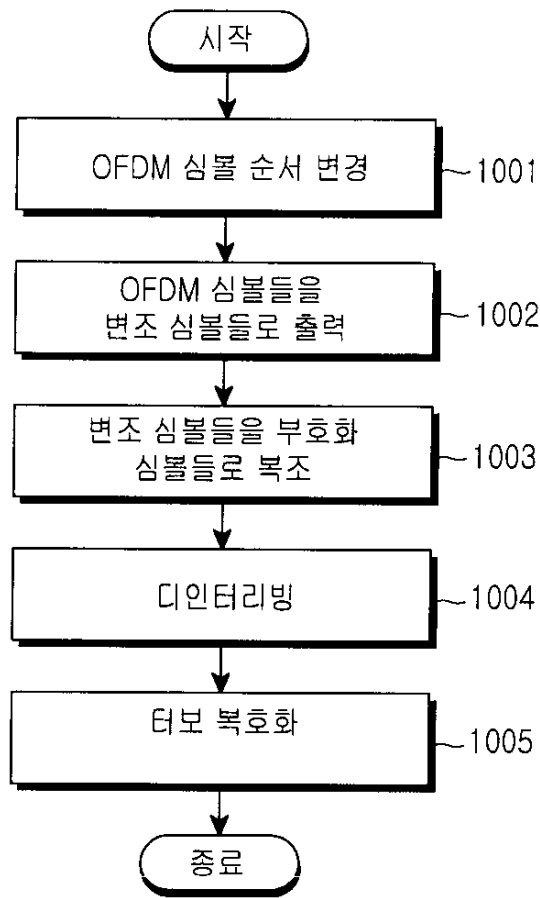 시작
OFDM 심볼 순서 변경
1001
OFDM 심볼들을
변조 심볼들로 출력
1002
변조 심볼들을 부호화
심볼들로 복조
1003
디인터리빙
1004
터보 복호화
1005
종료